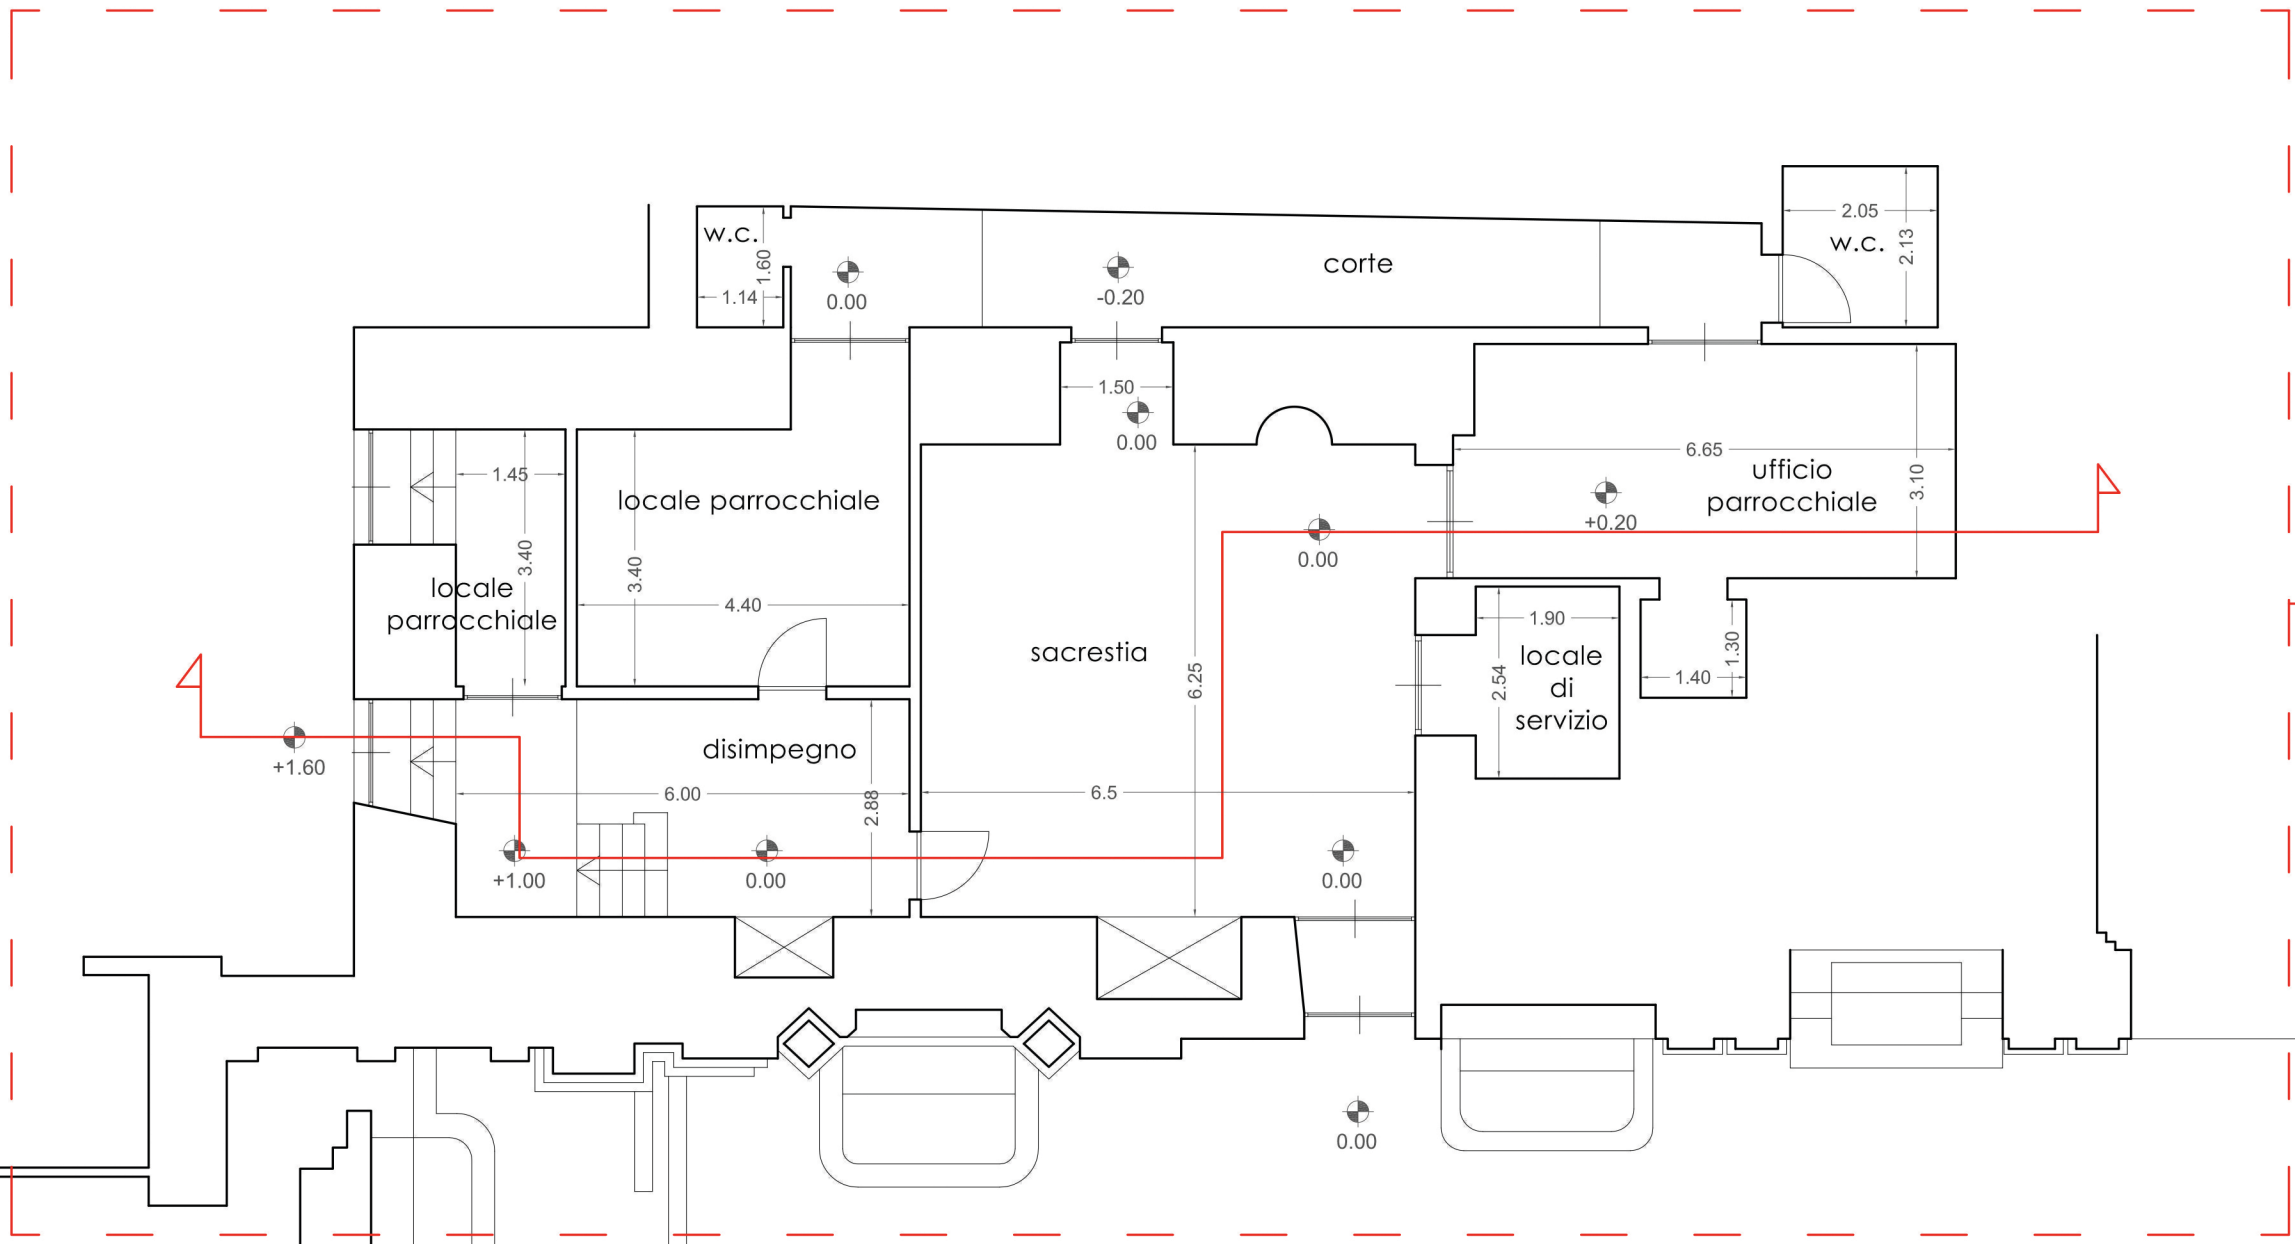 2.05
w.c.
2.13
w.c.
1.60
1.14
0.00
-0.20
corte
1.50
0.00
6.65
ufficio
parrocchiale
3.10
+0.20
1.45
3.40
locale
parrocchiale
locale parrocchiale
3.40
4.40
0.00
sacrestia
6.25
6.5
1.90
locale
di
servizio
2.54
1.30
1.40
+1.60
disimpegno
6.00
2.88
+1.00
0.00
0.00
0.00